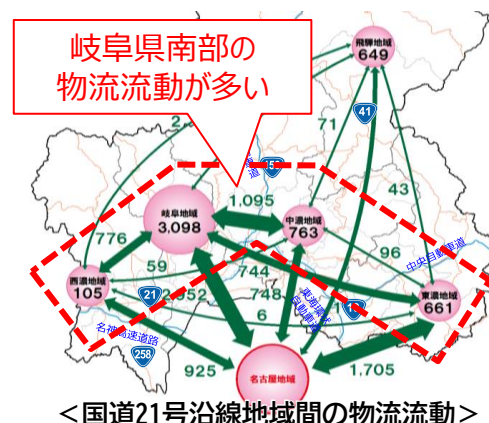 岐阜県南部の
物流流動が多い
飛騨地域
649
41
71
43
1,095
岐阜地域
3,098
中濃地域
763
776
59
744
96
中央自動車道
西濃地域
105
21
748
東海環状
自動車道
東濃地域
661
6
名神高速道路
258
925
名古屋地域
1,705
<国道21号沿線地域間の物流流動>